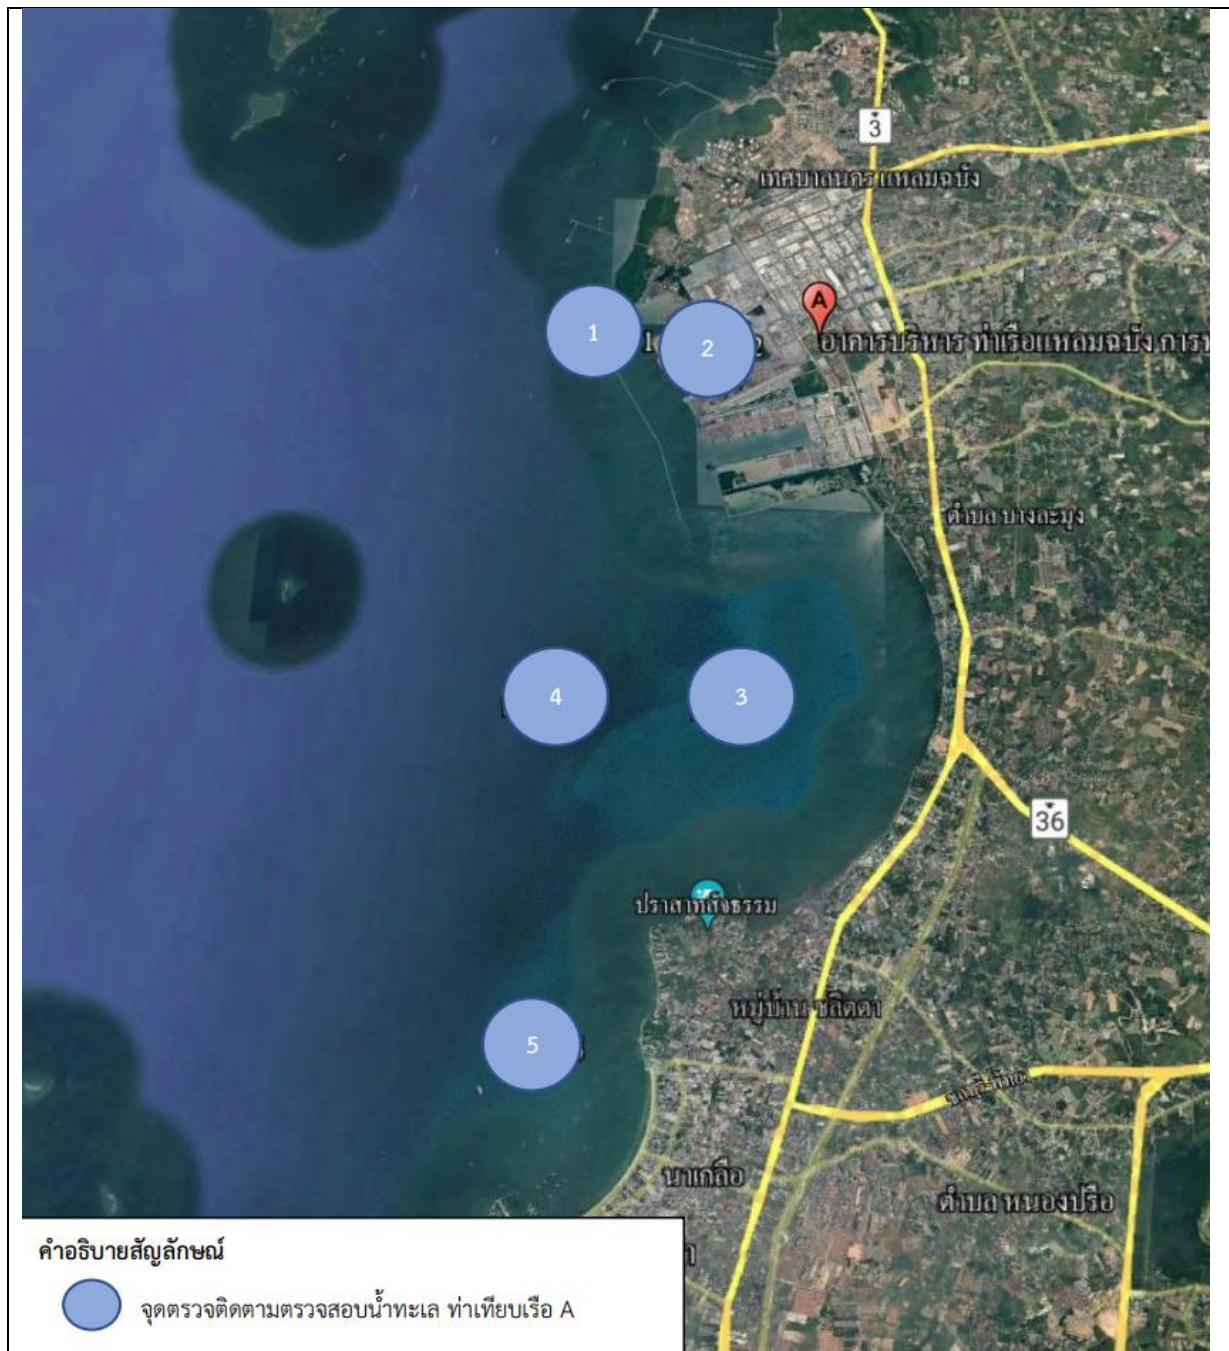 3
เทศบาลนคร แหลมฉบัง
A
1
1
2
2
อาคารบริหาร ท่าเรือแหลมฉบัง การท
ตำบล บางละมุง
4
3
36
ปราสาทสัจธรรม
หมู่บ้าน ชลิตดา
5
นาเกลือ
ตำบล หนองปรือ
คำอธิบายสัญลักษณ์
จุดตรวจติดตามตรวจสอบน้ำทะเล ท่าเทียบเรือ A